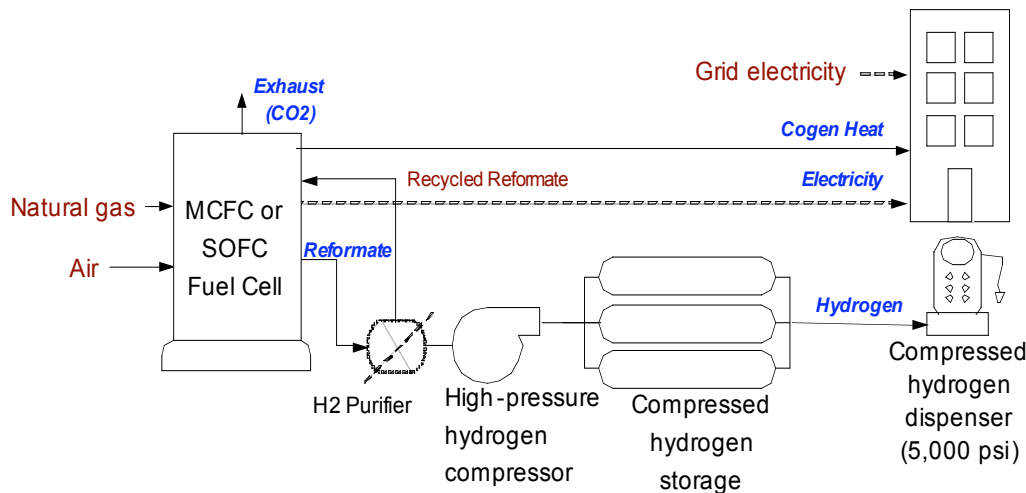 Exhaust
(CO2)
Grid electricity
Cogen Heat
Recycled Reformate
Electricity
Natural gas
MCFC or
SOFC
Fuel Cell
Air
Reformate
Hydrogen
H2 Purifier
High-pressure
hydrogen
compressor
Compressed
hydrogen
storage
Compressed
hydrogen
dispenser
(5,000 psi)